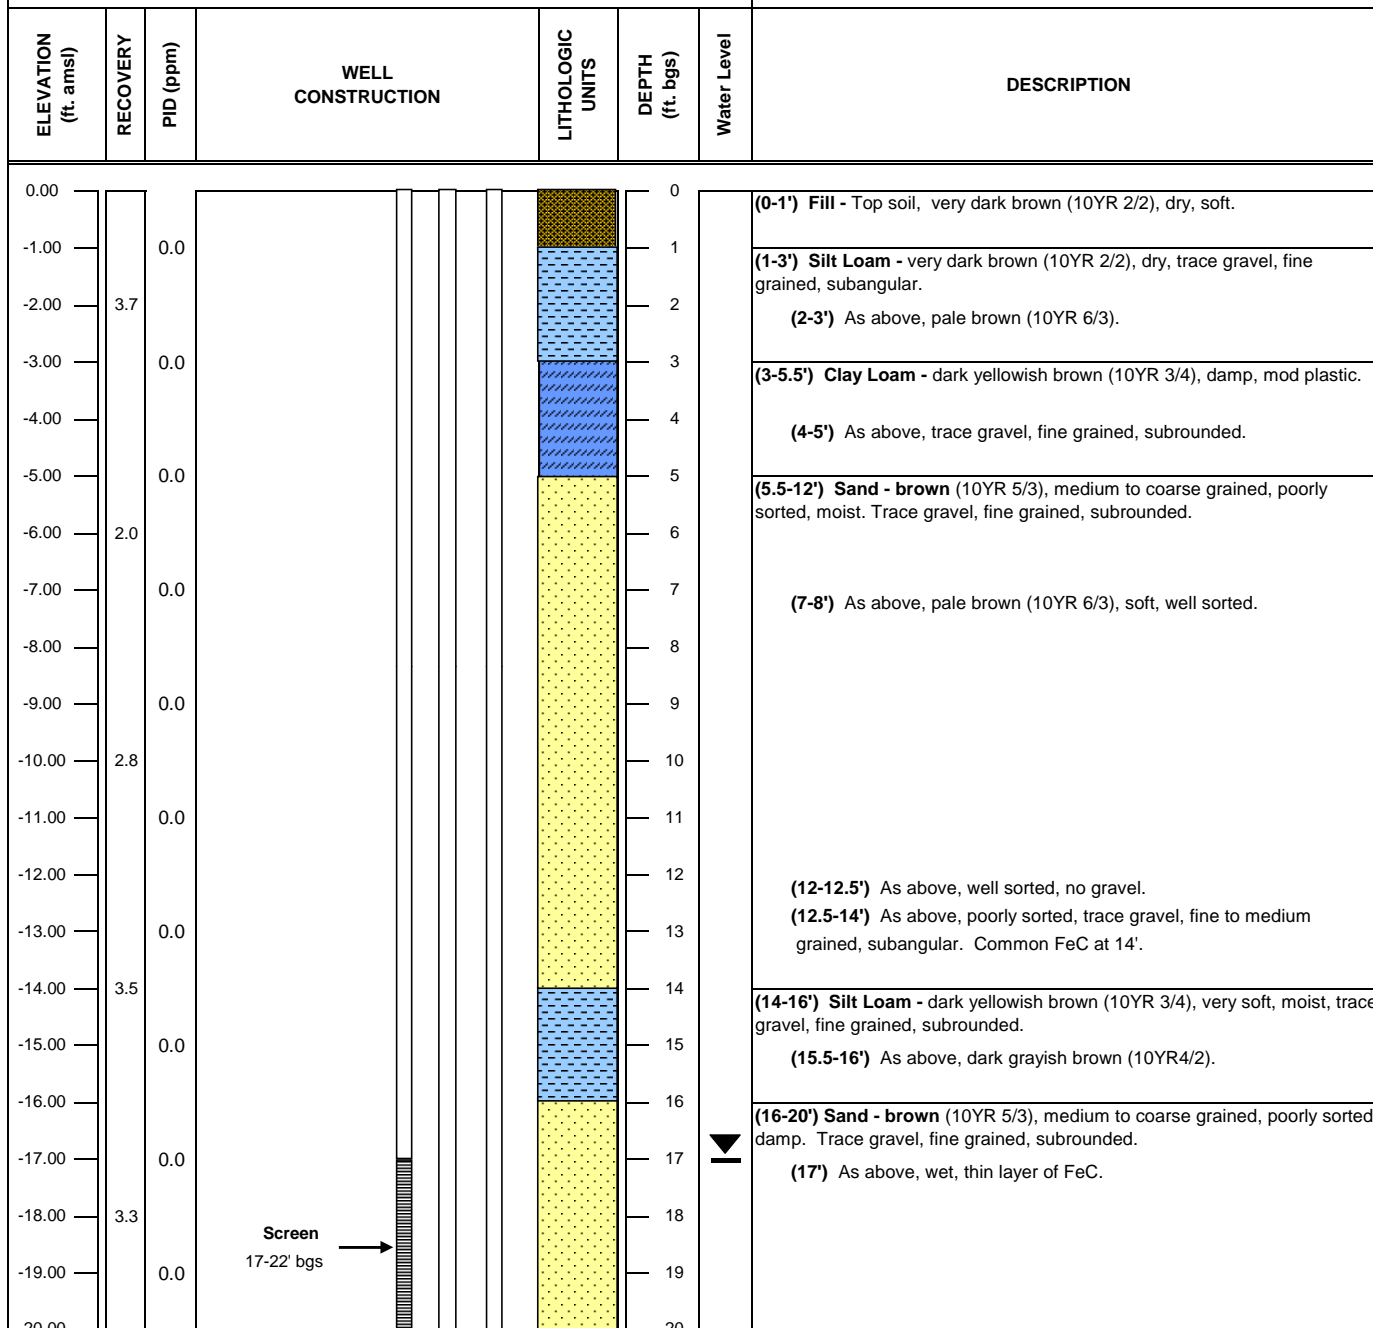 ELEVATION
(ft. amsl)
RECOVERY
PID (ppm)
WELL
CONSTRUCTION
LITHOLOGIC
UNITS
DEPTH
(ft. bgs)
Water Level
DESCRIPTION
0.00 0
(0-1') Fill - Top soil, very dark brown (10YR 2/2), dry, soft.
-1.00 0.0 1
(1-3') Silt Loam - very dark brown (10YR 2/2), dry, trace gravel, fine
grained, subangular.
-2.00 3.7 2
(2-3') As above, pale brown (10YR 6/3).
-3.00 0.0 3
(3-5.5') Clay Loam - dark yellowish brown (10YR 3/4), damp, mod plastic.
-4.00 4
(4-5') As above, trace gravel, fine grained, subrounded.
-5.00 0.0 5
(5.5-12') Sand - brown (10YR 5/3), medium to coarse grained, poorly
sorted, moist. Trace gravel, fine grained, subrounded.
-6.00 2.0 6
-7.00 0.0 7
(7-8') As above, pale brown (10YR 6/3), soft, well sorted.
-8.00 8
-9.00 0.0 9
-10.00 2.8 10
-11.00 0.0 11
-12.00 12
(12-12.5') As above, well sorted, no gravel.
(12.5-14') As above, poorly sorted, trace gravel, fine to medium
-13.00 0.0 13
grained, subangular. Common FeC at 14'.
-14.00 3.5 14
(14-16') Silt Loam - dark yellowish brown (10YR 3/4), very soft, moist, trace
gravel, fine grained, subrounded.
-15.00 0.0 15
(15.5-16') As above, dark grayish brown (10YR4/2).
-16.00 16
(16-20') Sand - brown (10YR 5/3), medium to coarse grained, poorly sorted
damp. Trace gravel, fine grained, subrounded.
-17.00 0.0 17
(17') As above, wet, thin layer of FeC.
-18.00 3.3 18
Screen
17-22' bgs
-19.00 0.0 19
-20.00 20